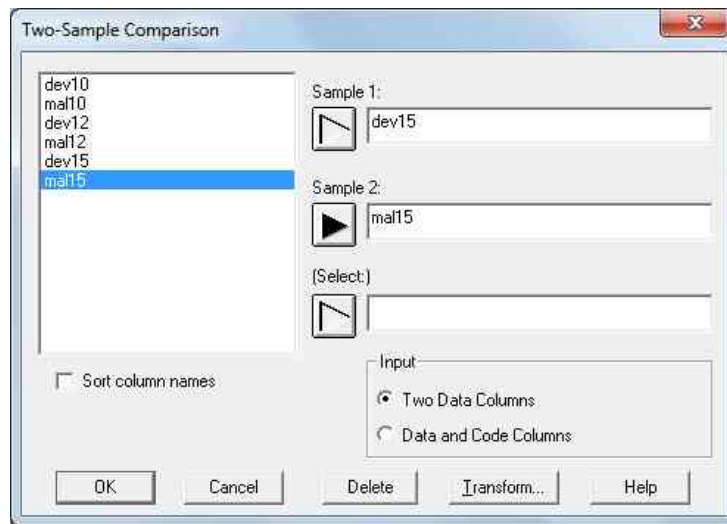 Two-Sample Comparison
dev10
mal10
dev12
mal12
dev15
mal15
Sample 1:
dev15
Sample 2:
mal15
(Select:)
Sort column names
Input
Two Data Columns
Data and Code Columns
OK
Cancel
Delete
Transform...
Help